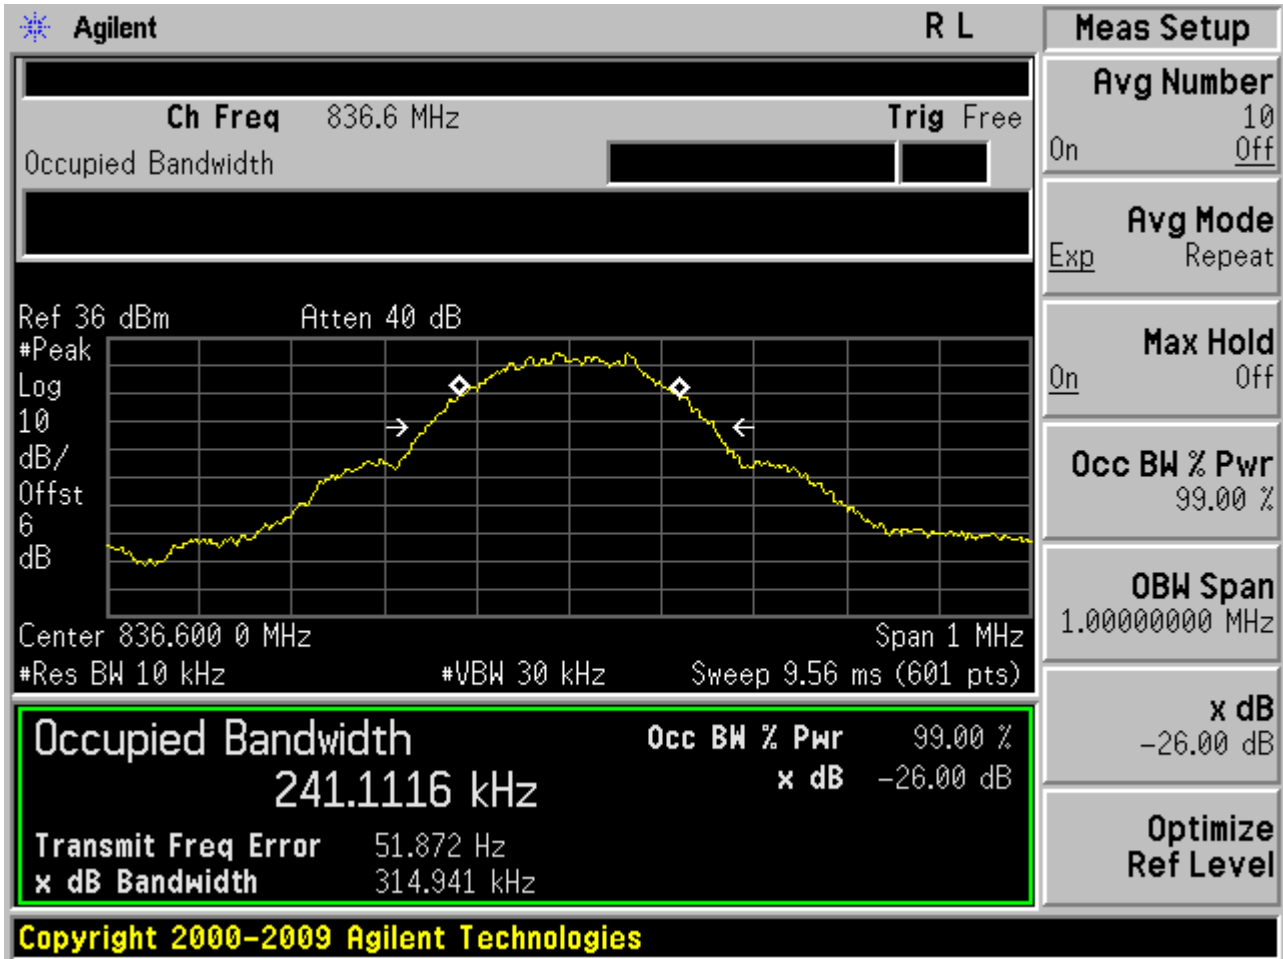 Agilent R L
Ch Freq 836.6 MHz Trig Free
Occupied Bandwidth
Ref 36 dBm Atten 40 dB
#Peak
Log
10
dB/
Offst
6
dB
Center 836.600 0 MHz Span 1 MHz
#Res BW 10 kHz #VBW 30 kHz Sweep 9.56 ms (601 pts)
Occupied Bandwidth Occ BW % Pwr 99.00 %
241.1116 kHz x dB -26.00 dB
Transmit Freq Error 51.872 Hz
x dB Bandwidth 314.941 kHz
Copyright 2000-2009 Agilent Technologies
Meas Setup
Avg Number
10
On Off
Avg Mode
Exp Repeat
Max Hold
On Off
Occ BW % Pwr
99.00 %
OBW Span
1.00000000 MHz
x dB
-26.00 dB
Optimize
Ref Level